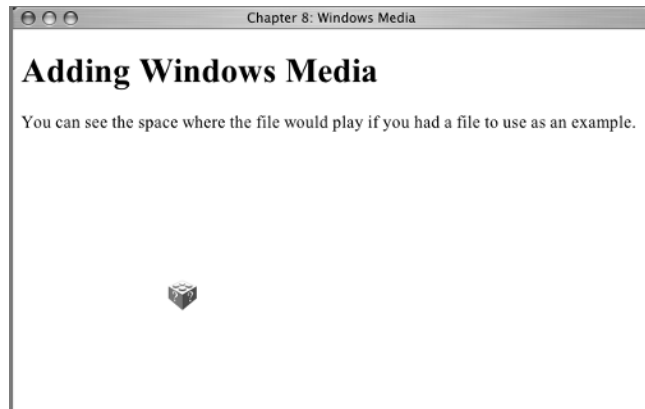 Chapter 8: Windows Media
Adding Windows Media
You can see the space where the file would play if you had a file to use as an example.
? ?